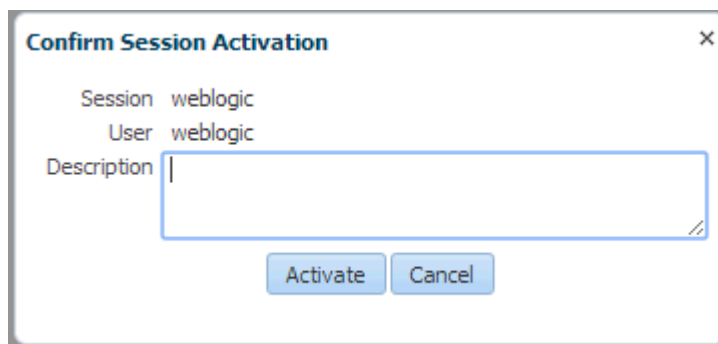 Confirm Session Activation
Session weblogic
User weblogic
Description
Activate Cancel